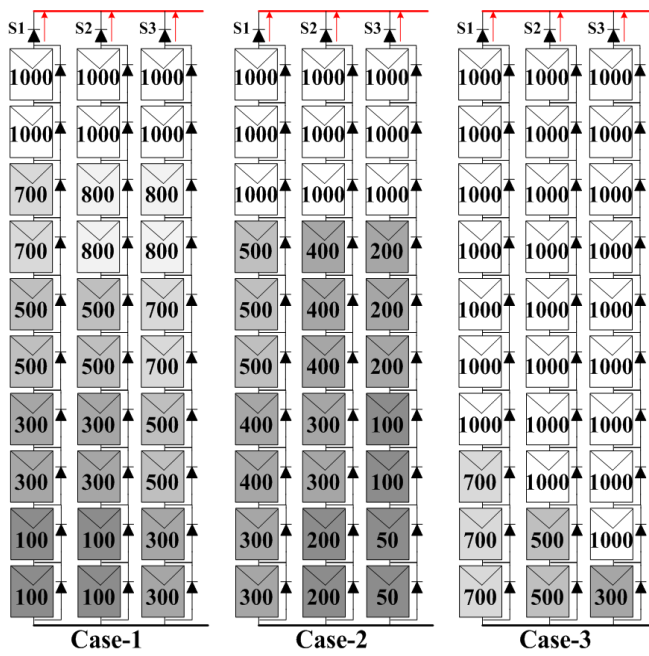 S1 S2 S3 S1 S2 S3 S1 S2 S3
1000 1000 1000 1000 1000 1000 1000 1000 1000
1000 1000 1000 1000 1000 1000 1000 1000 1000
700 800 800 1000 1000 1000 1000 1000 1000
700 800 800 500 400 200 1000 1000 1000
500 500 700 500 400 200 1000 1000 1000
500 500 700 500 400 200 1000 1000 1000
300 300 500 400 300 100 1000 1000 1000
300 300 500 400 300 100 700 1000 1000
100 100 300 300 200 50 700 500 1000
100 100 300 300 200 50 700 500 300
Case-1 Case-2 Case-3